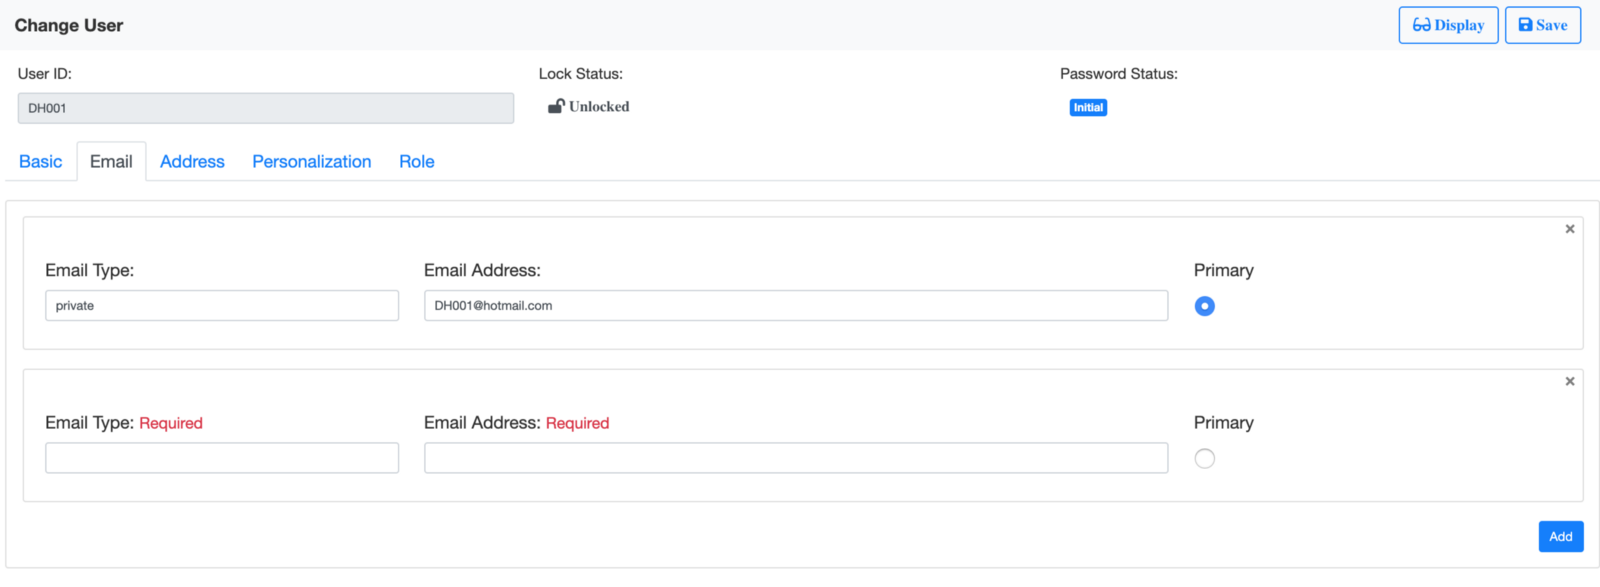 Change User
Display
Save
User ID:
Lock Status:
Password Status:
DH001
Unlocked
Initial
Basic
Email
Address
Personalization
Role
Email Type:
Email Address:
Primary
private
DH001@hotmail.com
Email Type: Required
Email Address: Required
Primary
Add